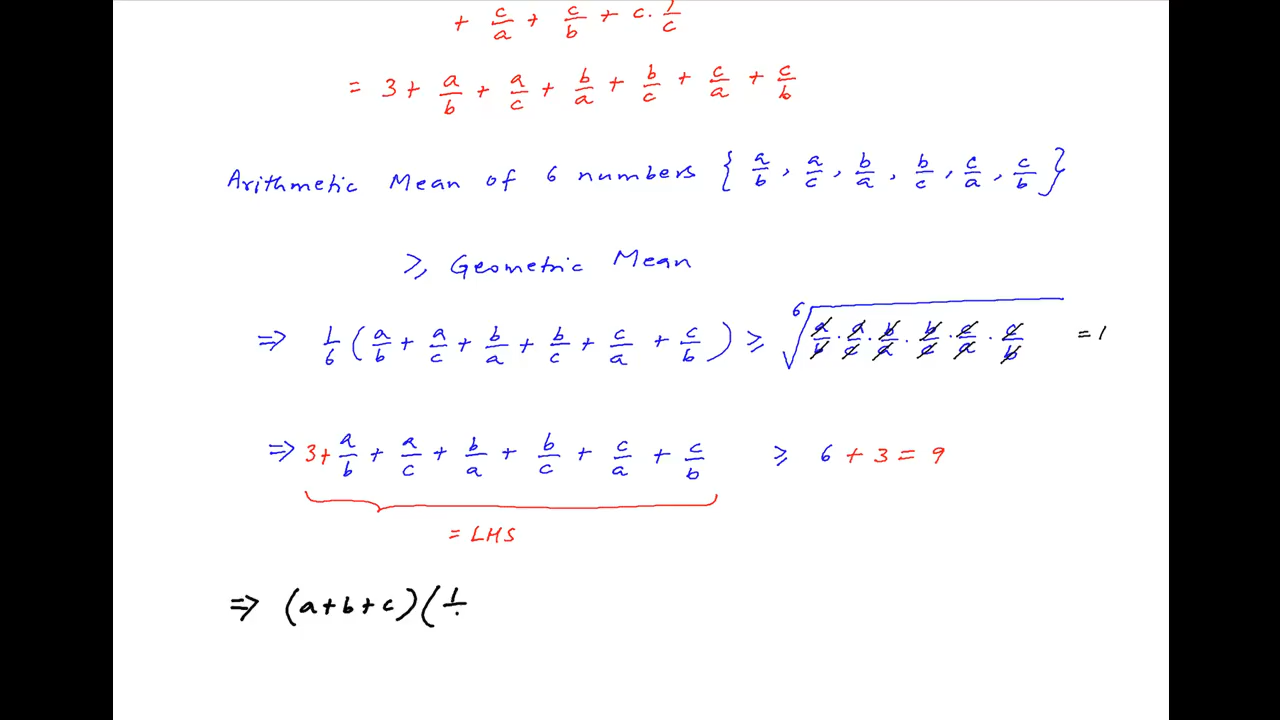 + c/a + c/b + c · 1/c
= 3 + a/b + a/c + b/a + b/c + c/a + c/b
Arithmetic Mean of 6 numbers { a/b , a/c , b/a , b/c , c/a , c/b }
≥ Geometric Mean
⇒ 1/6 ( a/b + a/c + b/a + b/c + c/a + c/b ) ≥ ⁶√( a/b · a/c · b/a · b/c · c/a · c/b ) = 1
⇒ 3 + a/b + a/c + b/a + b/c + c/a + c/b ≥ 6 + 3 = 9
= LHS
⇒ (a+b+c) ( 1/